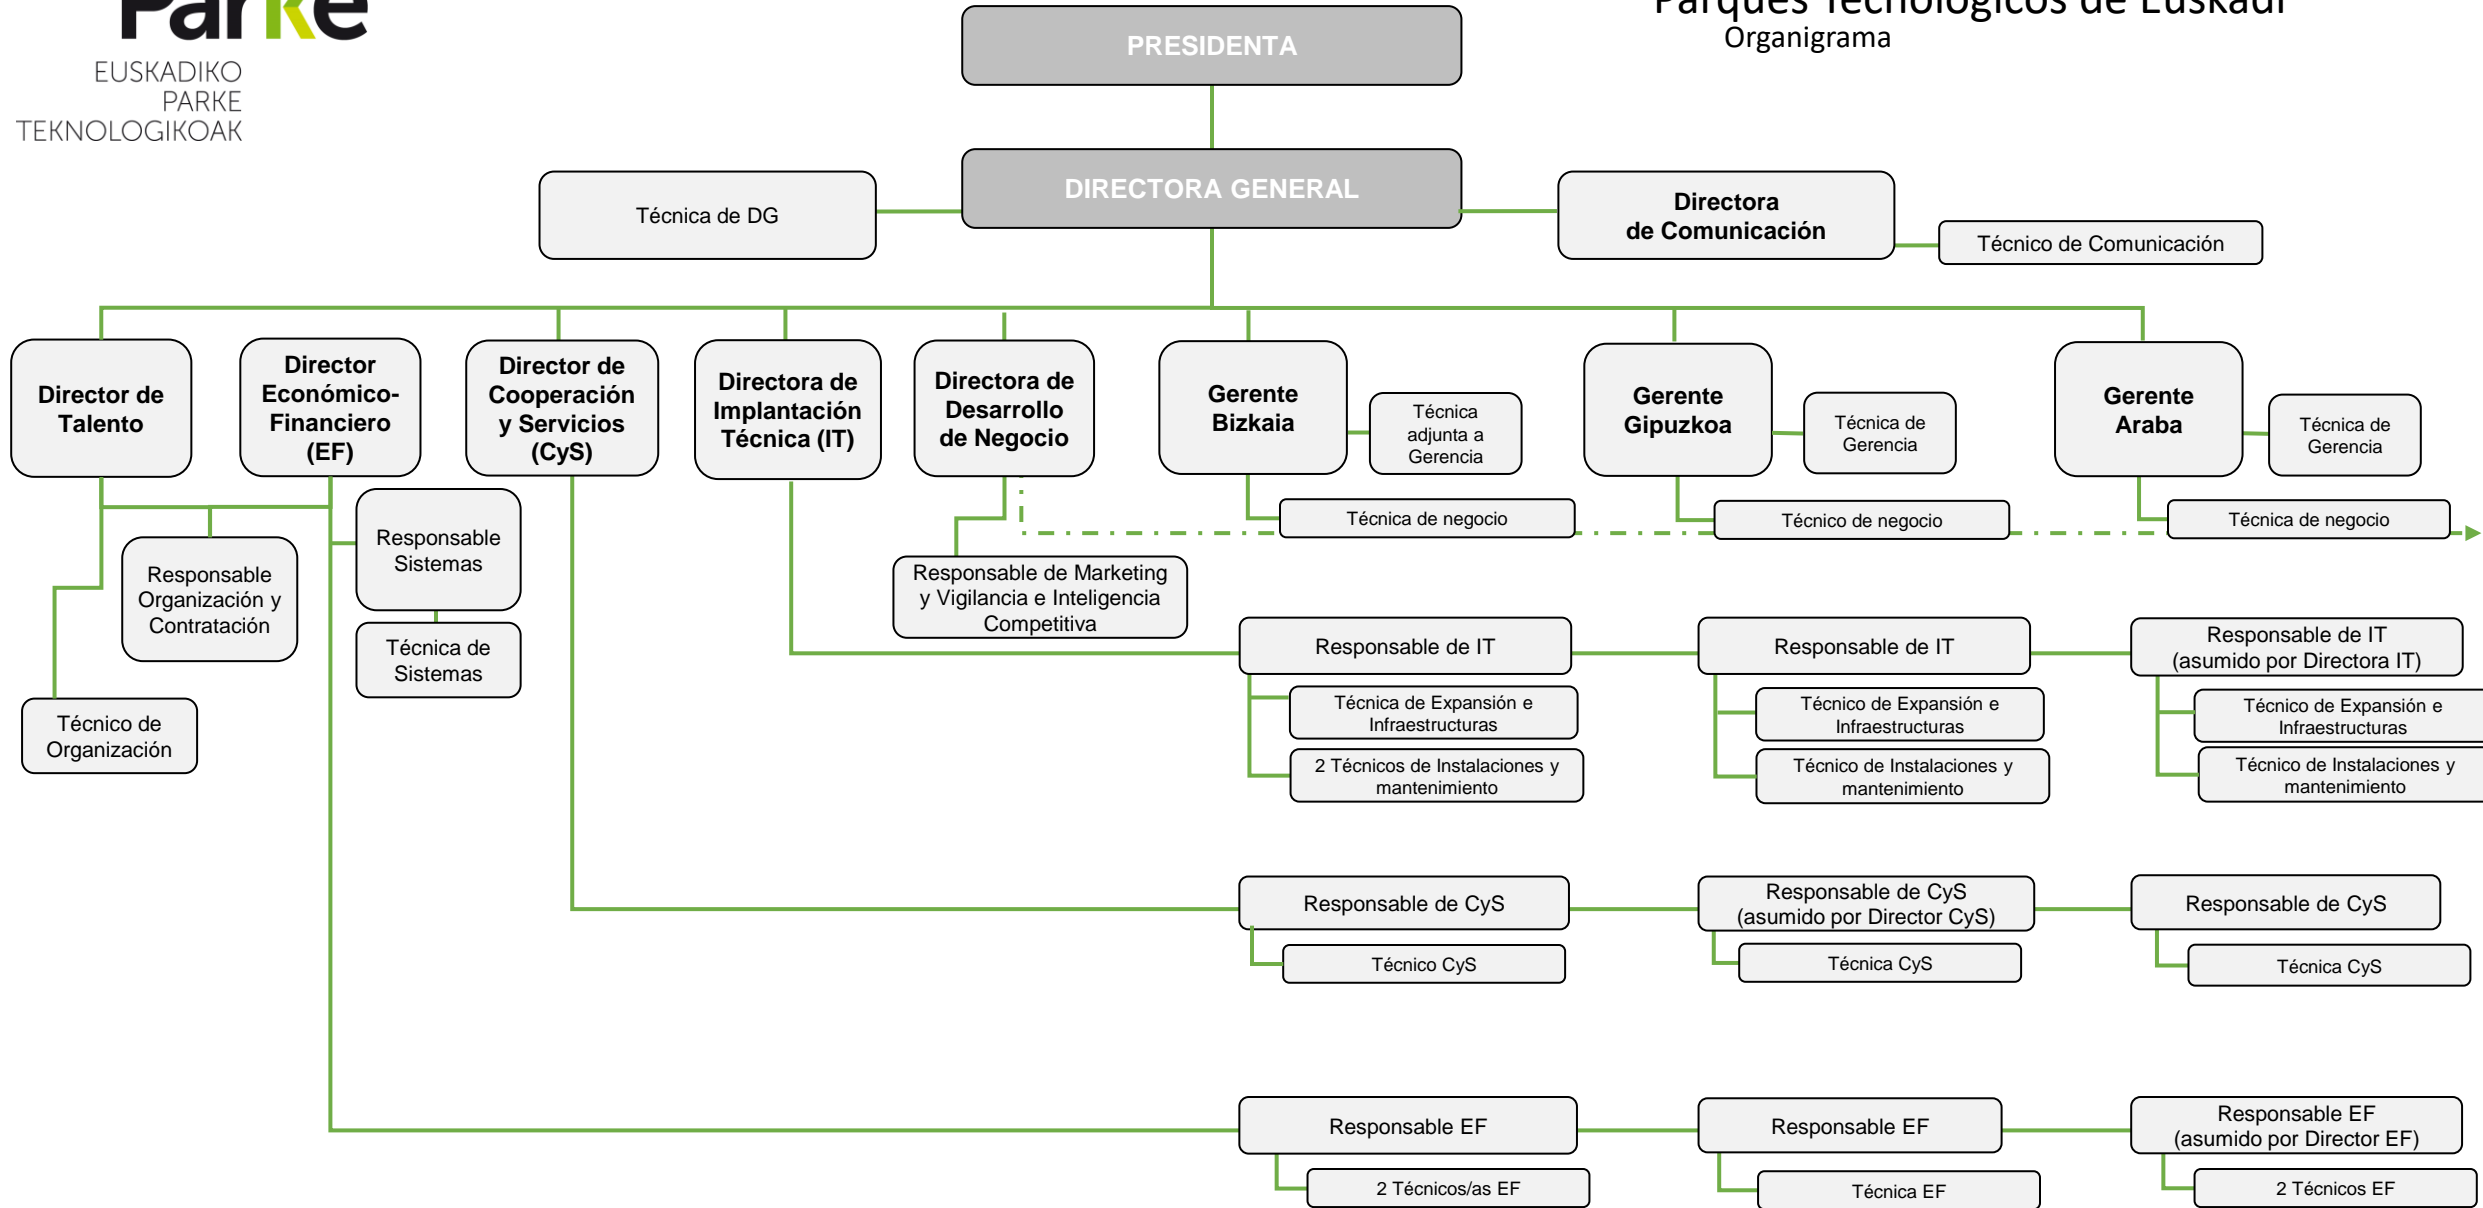 Parke
EUSKADIKO
PARKE
TEKNOLOGIKOAK
Parques Tecnológicos de Euskadi
Organigrama
PRESIDENTA
DIRECTORA GENERAL
Técnica de DG
Directora
de Comunicación
Técnico de Comunicación
Director de
Talento
Director
Económico-
Financiero
(EF)
Director de
Cooperación
y Servicios
(CyS)
Directora de
Implantación
Técnica (IT)
Directora de
Desarrollo
de Negocio
Gerente
Bizkaia
Técnica
adjunta a
Gerencia
Gerente
Gipuzkoa
Técnica de
Gerencia
Gerente
Araba
Técnica de
Gerencia
Técnica de negocio
Técnico de negocio
Técnica de negocio
Responsable
Organización y
Contratación
Responsable
Sistemas
Técnica de
Sistemas
Técnico de
Organización
Responsable de Marketing
y Vigilancia e Inteligencia
Competitiva
Responsable de IT
Responsable de IT
Responsable de IT
(asumido por Directora IT)
Técnica de Expansión e
Infraestructuras
Técnico de Expansión e
Infraestructuras
Técnico de Expansión e
Infraestructuras
2 Técnicos de Instalaciones y
mantenimiento
Técnico de Instalaciones y
mantenimiento
Técnico de Instalaciones y
mantenimiento
Responsable de CyS
Responsable de CyS
(asumido por Director CyS)
Responsable de CyS
Técnico CyS
Técnica CyS
Técnica CyS
Responsable EF
Responsable EF
Responsable EF
(asumido por Director EF)
2 Técnicos/as EF
Técnica EF
2 Técnicos EF